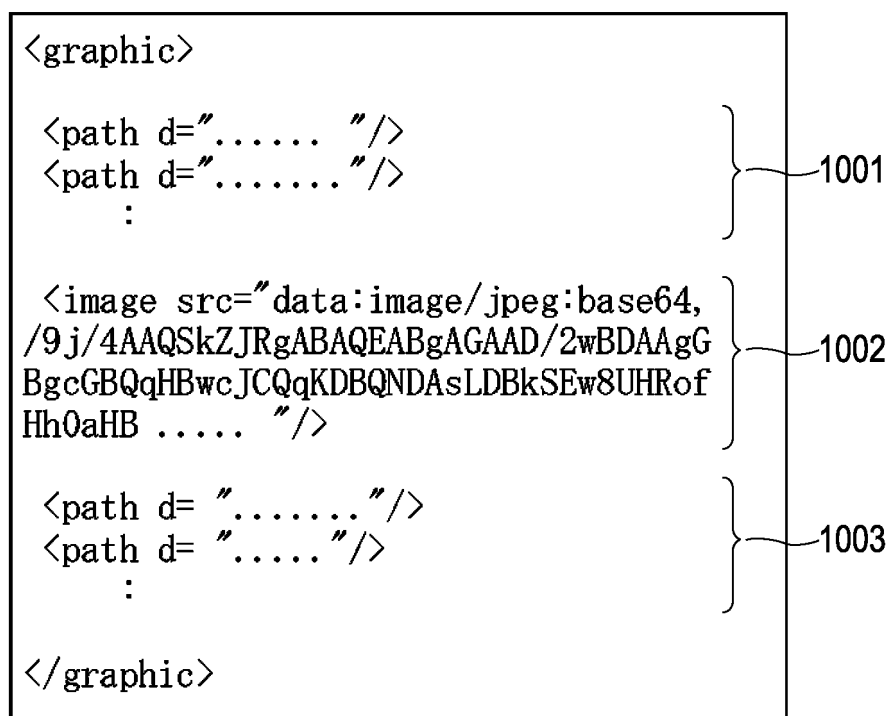 <graphic>
<path d="...... "/>
<path d="......."/>
:
1001
<image src="data:image/jpeg:base64,
/9j/4AAQSkZJRgABAQEABgAGAAD/2wBDAAgG
BgcGBQqHBwcJCQqKDBQNDAsLDBkSEw8UHRof
Hh0aHB ..... "/>
1002
<path d= "......."/>
<path d= "....."/>
:
1003
</graphic>